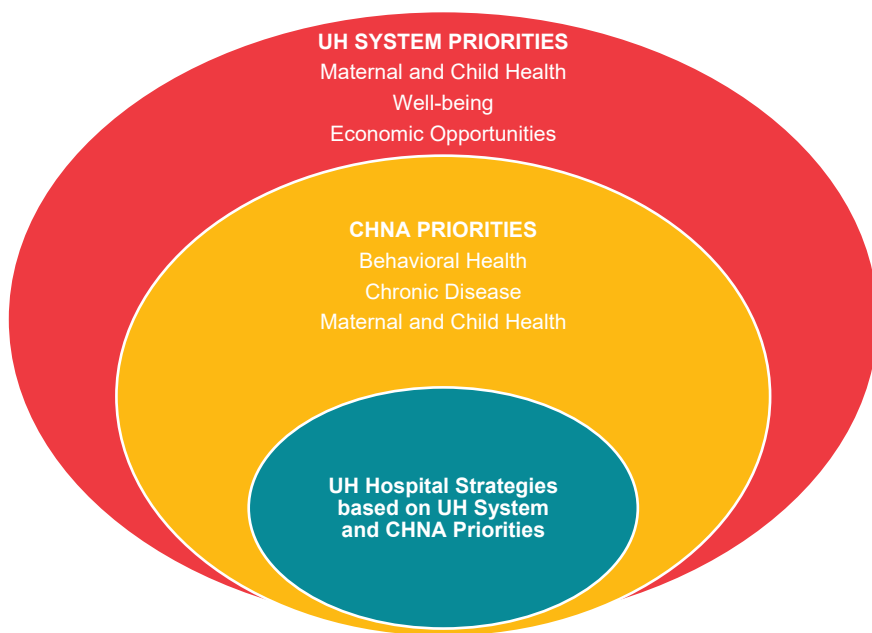 UH SYSTEM PRIORITIES
Maternal and Child Health
Well-being
Economic Opportunities
CHNA PRIORITIES
Behavioral Health
Chronic Disease
Maternal and Child Health
UH Hospital Strategies
based on UH System
and CHNA Priorities